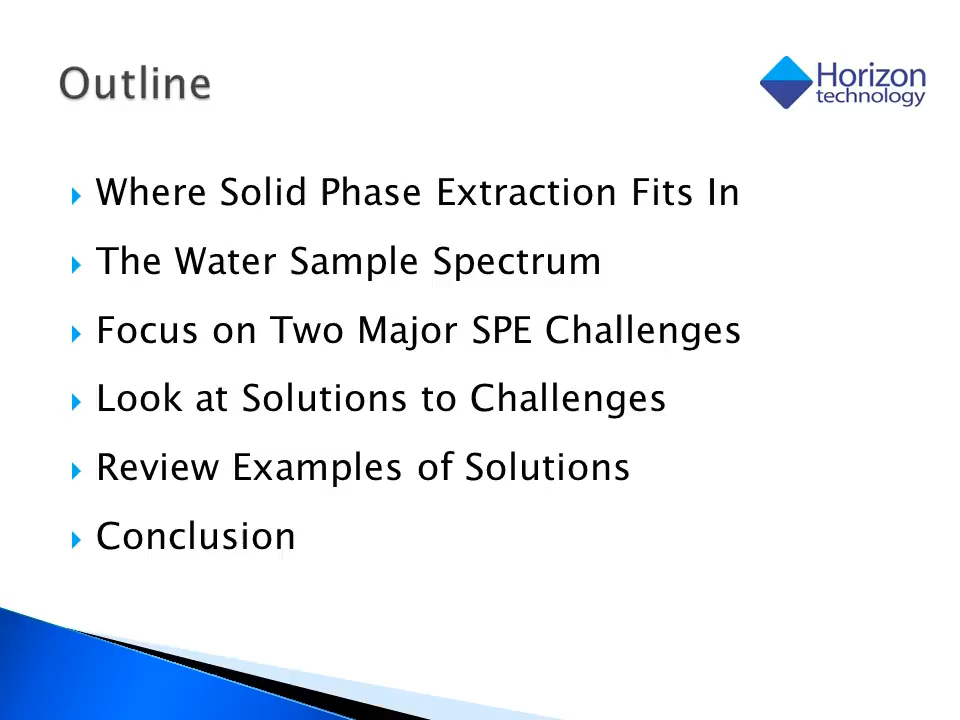 Outline
Horizon
technology
Where Solid Phase Extraction Fits In
The Water Sample Spectrum
Focus on Two Major SPE Challenges
Look at Solutions to Challenges
Review Examples of Solutions
Conclusion